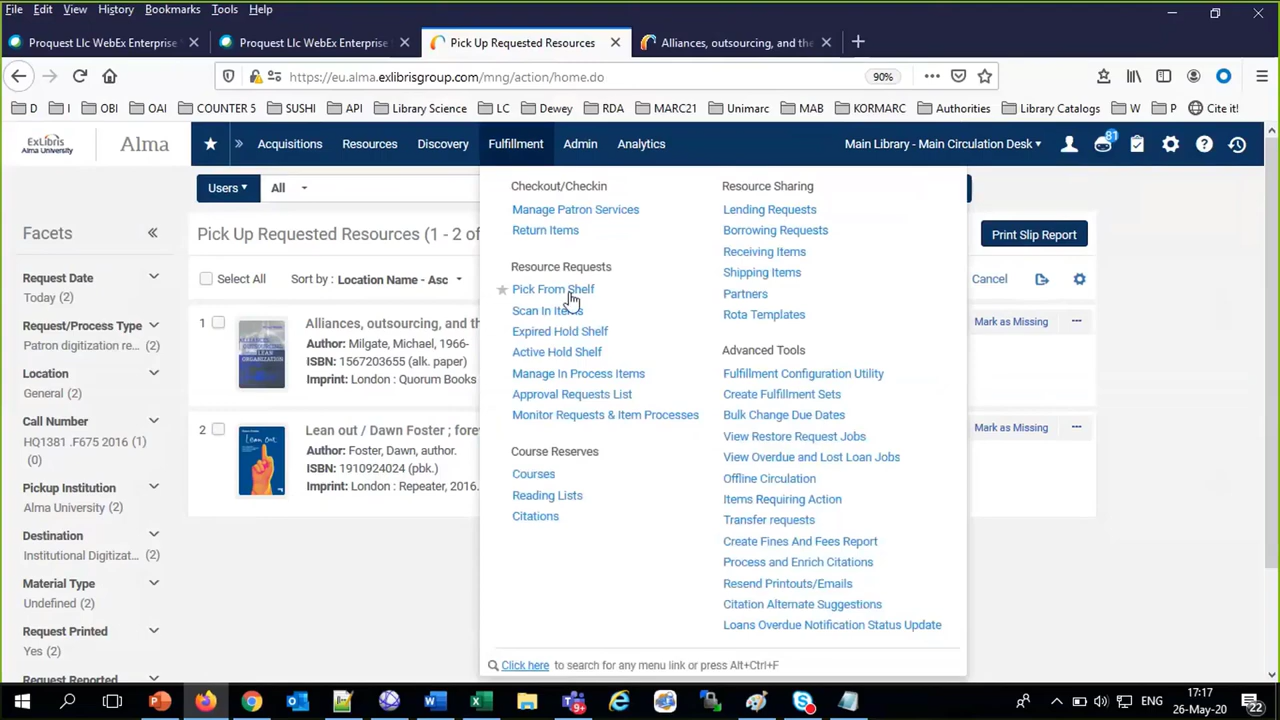 File Edit View History Bookmarks Tools Help
Proquest Llc WebEx Enterprise Proquest Llc WebEx Enterprise Pick Up Requested Resources Alliances, outsourcing, and the
https://eu.alma.exlibrisgroup.com/mng/action/home.do 90%
D I OBI OAI COUNTER 5 SUSHI API Library Science LC Dewey RDA MARC21 Unimarc MAB KORMARC Authorities Library Catalogs W P Cite it!
ExLibris
Alma University
Alma Acquisitions Resources Discovery Fulfillment Admin Analytics Main Library - Main Circulation Desk 81
Users All
Facets
Request Date
Today (2)
Request/Process Type
Patron digitization re... (2)
Location
General (2)
Call Number
HQ1381 .F675 2016 (1)
(0)
Pickup Institution
Alma University (2)
Destination
Institutional Digitizat... (2)
Material Type
Undefined (2)
Request Printed
Yes (2)
Request Reported
Pick Up Requested Resources (1 - 2 of
Print Slip Report
Select All Sort by : Location Name - Asc
Cancel
1 Alliances, outsourcing, and th
Author: Milgate, Michael, 1966-
ISBN: 1567203655 (alk. paper)
Imprint: London : Quorum Books
Mark as Missing
2 Lean out / Dawn Foster ; fore
Author: Foster, Dawn, author.
ISBN: 1910924024 (pbk.)
Imprint: London : Repeater, 2016.
Mark as Missing
Checkout/Checkin
Manage Patron Services
Return Items
Resource Requests
Pick From Shelf
Scan In Items
Expired Hold Shelf
Active Hold Shelf
Manage In Process Items
Approval Requests List
Monitor Requests & Item Processes
Course Reserves
Courses
Reading Lists
Citations
Resource Sharing
Lending Requests
Borrowing Requests
Receiving Items
Shipping Items
Partners
Rota Templates
Advanced Tools
Fulfillment Configuration Utility
Create Fulfillment Sets
Bulk Change Due Dates
View Restore Request Jobs
View Overdue and Lost Loan Jobs
Offline Circulation
Items Requiring Action
Transfer requests
Create Fines And Fees Report
Process and Enrich Citations
Resend Printouts/Emails
Citation Alternate Suggestions
Loans Overdue Notification Status Update
Click here to search for any menu link or press Alt+Ctrl+F
ENG 17:17
26-May-20 22